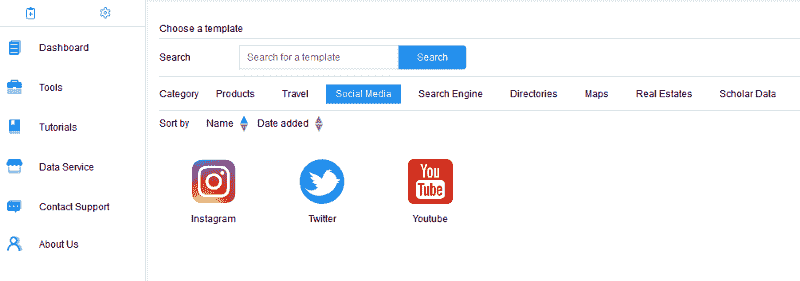 Choose a template
Dashboard
Search Search for a template Search
Tools
Category Products Travel Social Media Search Engine Directories Maps Real Estates Scholar Data
Tutorials
Sort by Name Date added
Data Service
You
Tube
Contact Support
Instagram Twitter Youtube
About Us